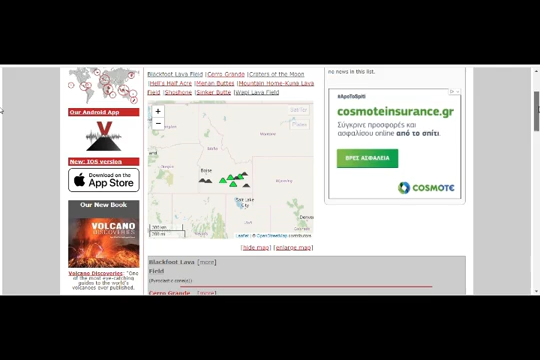 Blackfoot Lava Field |Cerro Grande |Craters of the Moon
|Hell's Half Acre |Menan Buttes |Mountain Home-Kuna Lava
Field |Shoshone |Sinker Butte |Wapi Lava Field
no news in this list.
Our Android App
New: IOS version
Download on the
App Store
Our New Book
VOLCANO
DISCOVERIES
Volcano Discoveries: "One
of the most eye-catching
guides to the world's
volcanoes ever published.
+
−
Boise
Salt Lake
City
Wyoming
Denver
Leaflet | © OpenStreetMap contributors
[hide map] [enlarge map]
cosmoteinsurance.gr
Σύγκρινε προσφορές και
ασφαλίσου online από το σπίτι.
ΒΡΕΣ ΑΣΦΑΛΕΙΑ
COSMOTE
Blackfoot Lava [more]
Field
Cerro Grande [more]